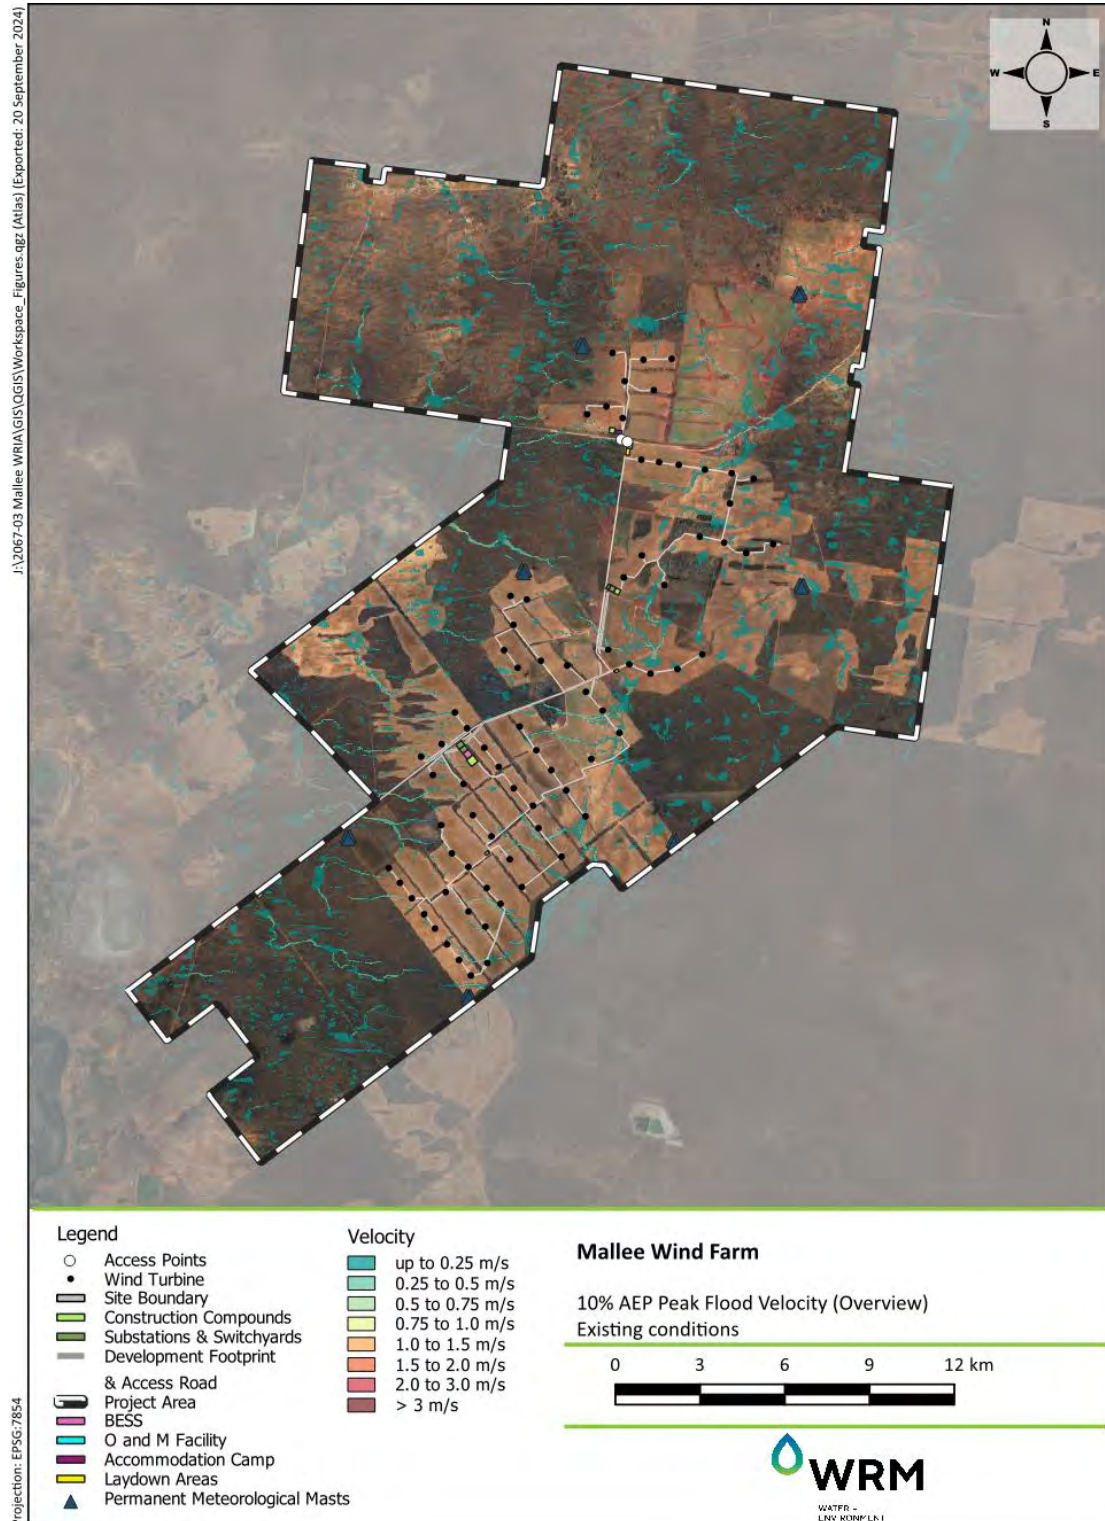 J:\2067-03 Mallee WRIA\GIS\QGIS\Workspace_Figures.qgz (Atlas) (Exported: 20 September 2024)
Projection: EPSG:7854
N
W
E
S
Legend
Access Points
Wind Turbine
Site Boundary
Construction Compounds
Substations & Switchyards
Development Footprint
& Access Road
Project Area
BESS
O and M Facility
Accommodation Camp
Laydown Areas
Permanent Meteorological Masts
Velocity
up to 0.25 m/s
0.25 to 0.5 m/s
0.5 to 0.75 m/s
0.75 to 1.0 m/s
1.0 to 1.5 m/s
1.5 to 2.0 m/s
2.0 to 3.0 m/s
> 3 m/s
Mallee Wind Farm
10% AEP Peak Flood Velocity (Overview)
Existing conditions
0 3 6 9 12 km
WRM
WATER +
ENVIRONMENT